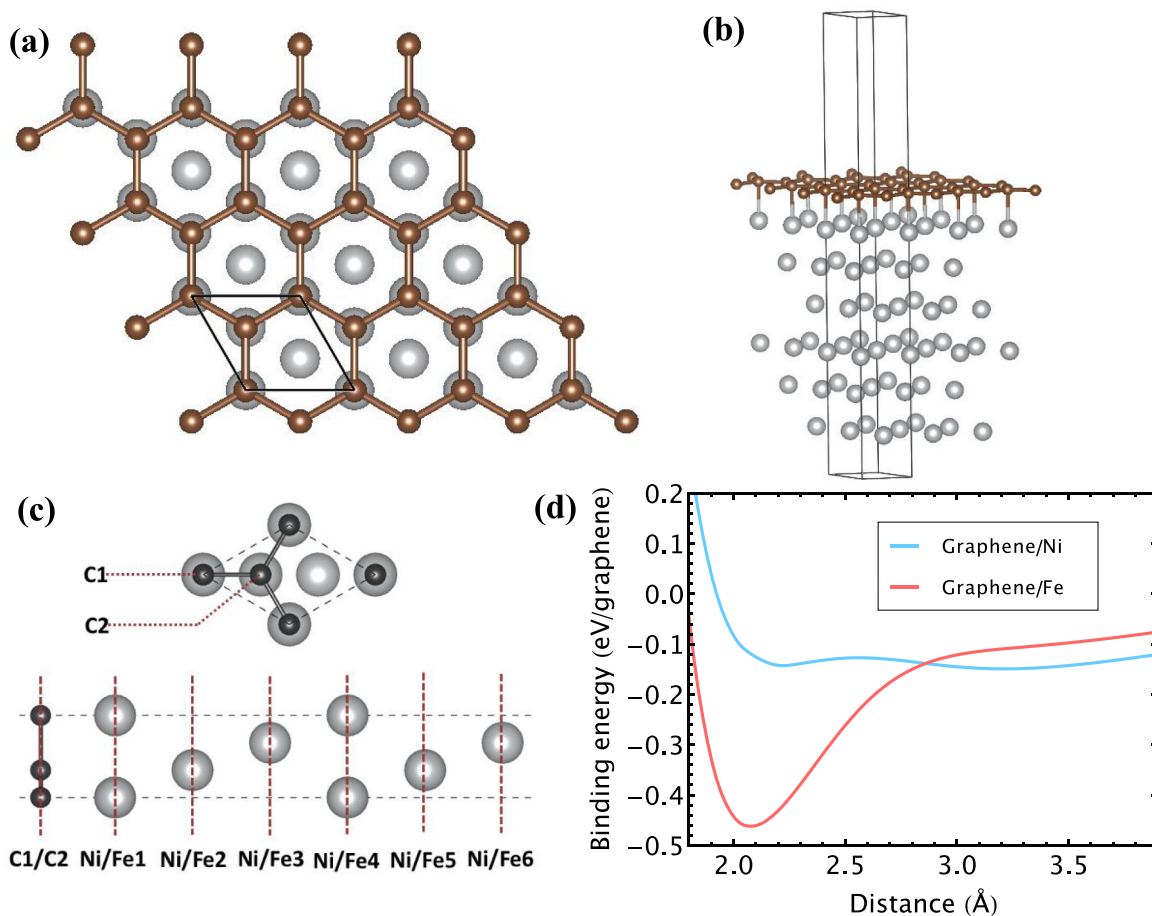 (a)
(b)
(c)
C1
C2
C1/C2 Ni/Fe1 Ni/Fe2 Ni/Fe3 Ni/Fe4 Ni/Fe5 Ni/Fe6
(d)
Binding energy (eV/graphene)
0.2
0.1
0.0
−0.1
−0.2
−0.3
−0.4
−0.5
Graphene/Ni
Graphene/Fe
2.0 2.5 3.0 3.5
Distance (Å)